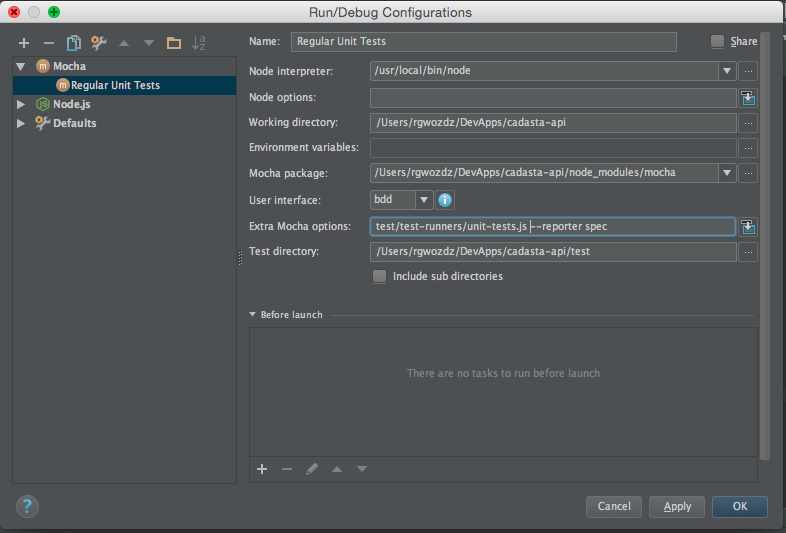 Run/Debug Configurations
Name: Regular Unit Tests Share
Mocha
Regular Unit Tests
Node.js
Defaults
Node interpreter: /usr/local/bin/node
Node options:
Working directory: /Users/rgwozdz/DevApps/cadasta-api
Environment variables:
Mocha package: /Users/rgwozdz/DevApps/cadasta-api/node_modules/mocha
User interface: bdd
Extra Mocha options: test/test-runners/unit-tests.js --reporter spec
Test directory: /Users/rgwozdz/DevApps/cadasta-api/test
Include sub directories
Before launch
There are no tasks to run before launch
? Cancel Apply OK